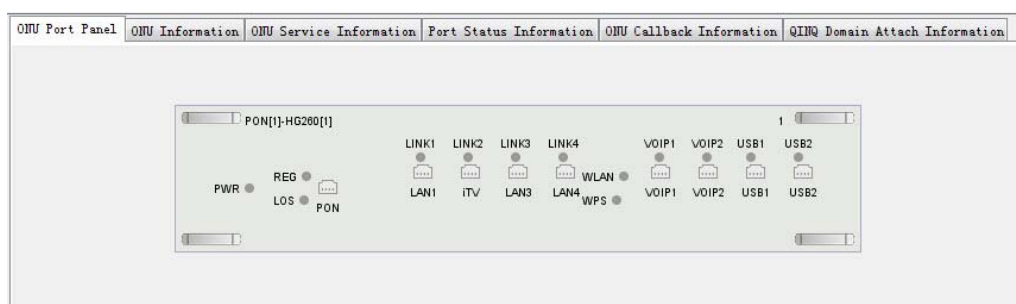 ONU Port Panel ONU Information ONU Service Information Port Status Information ONU Callback Information QINQ Domain Attach Information
PON[1]-HG260[1] 1
LINK1 LINK2 LINK3 LINK4 VOIP1 VOIP2 USB1 USB2
REG WLAN
PWR LAN1 iTV LAN3 LAN4 VOIP1 VOIP2 USB1 USB2
LOS PON WPS